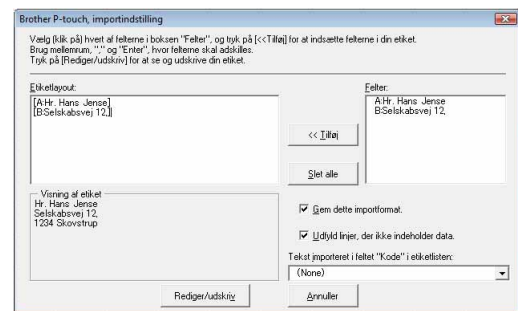 Brother P-touch, importindstilling
Vælg (klik på) hvert af felterne i boksen "Felter", og tryk på [<<Tilføj] for at indsætte felterne i din etiket.
Brug mellemrum, "," og "Enter", hvor felterne skal adskilles.
Tryk på [Rediger/udskriv] for at se og udskrive din etiket.
Etiketlayout:
[A:Hr. Hans Jense]
[B:Selskabsvej 12,]
Felter:
A:Hr. Hans Jense
B:Selskabsvej 12,
<< Tilføj
Slet alle
Visning af etiket
Hr. Hans Jense
Selskabsvej 12,
1234 Skovstrup
Gem dette importformat.
Udfyld linjer, der ikke indeholder data.
Tekst importeret i feltet "Kode" i etiketlisten:
(None)
Rediger/udskriv
Annuller